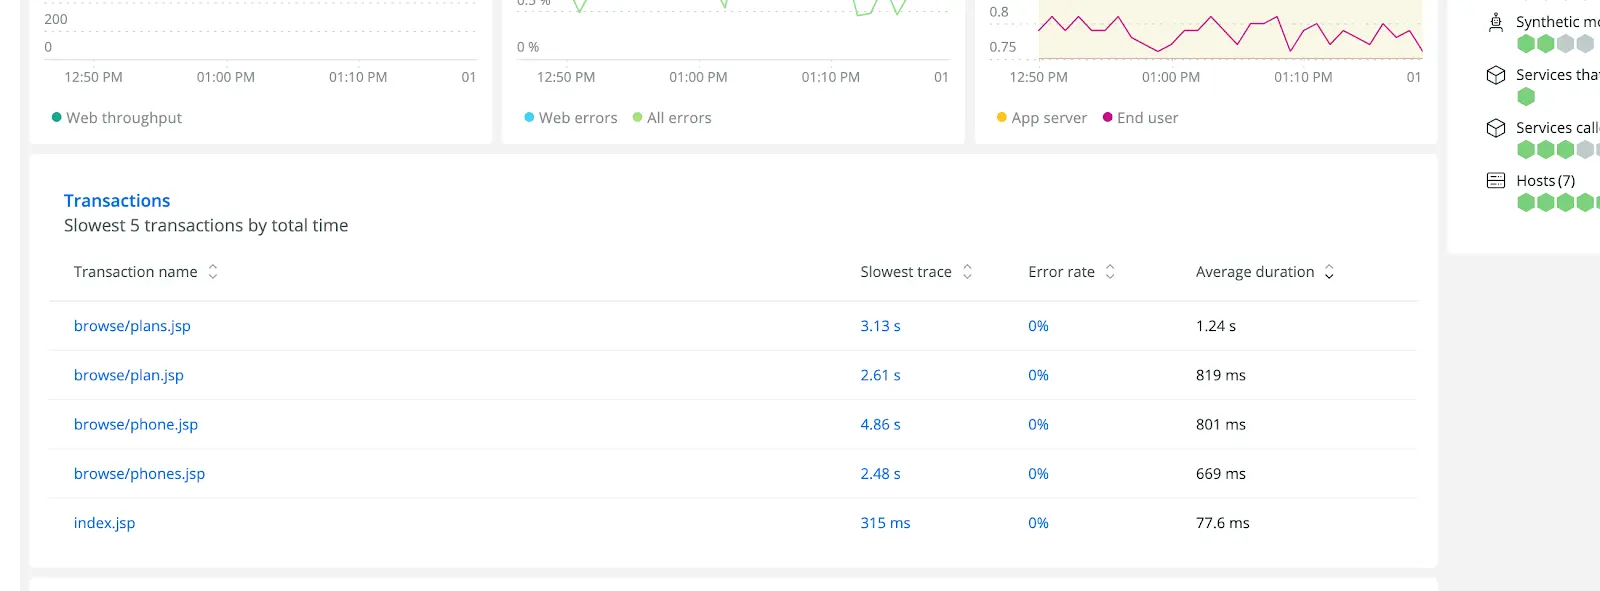 200
0
12:50 PM 01:00 PM 01:10 PM 01
Web throughput
0 %
12:50 PM 01:00 PM 01:10 PM 01
Web errors All errors
0.8
0.75
12:50 PM 01:00 PM 01:10 PM 01
App server End user
Synthetic
Services
Services
Hosts (7)
Transactions
Slowest 5 transactions by total time
Transaction name Slowest trace Error rate Average duration
browse/plans.jsp 3.13 s 0% 1.24 s
browse/plan.jsp 2.61 s 0% 819 ms
browse/phone.jsp 4.86 s 0% 801 ms
browse/phones.jsp 2.48 s 0% 669 ms
index.jsp 315 ms 0% 77.6 ms